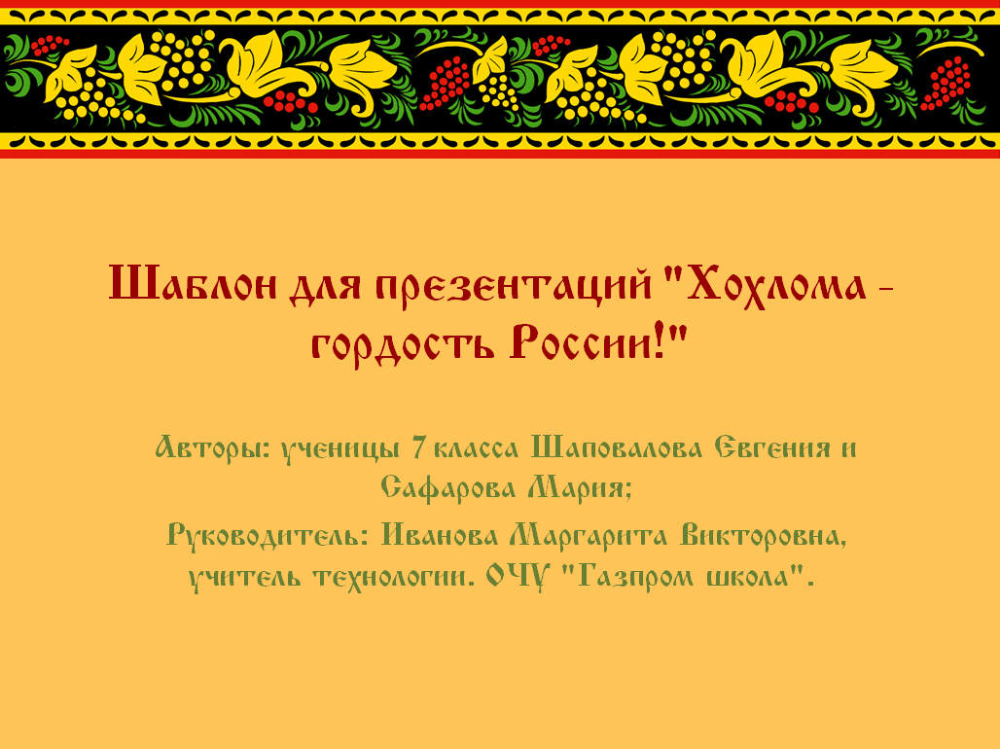 Шаблон для презентаций "Хохлома -
гордость России!"
Авторы: ученицы 7 класса Шаповалова Евгения и
Сафарова Мария;
Руководитель: Иванова Маргарита Викторовна,
учитель технологии. ОЧУ "Газпром школа".